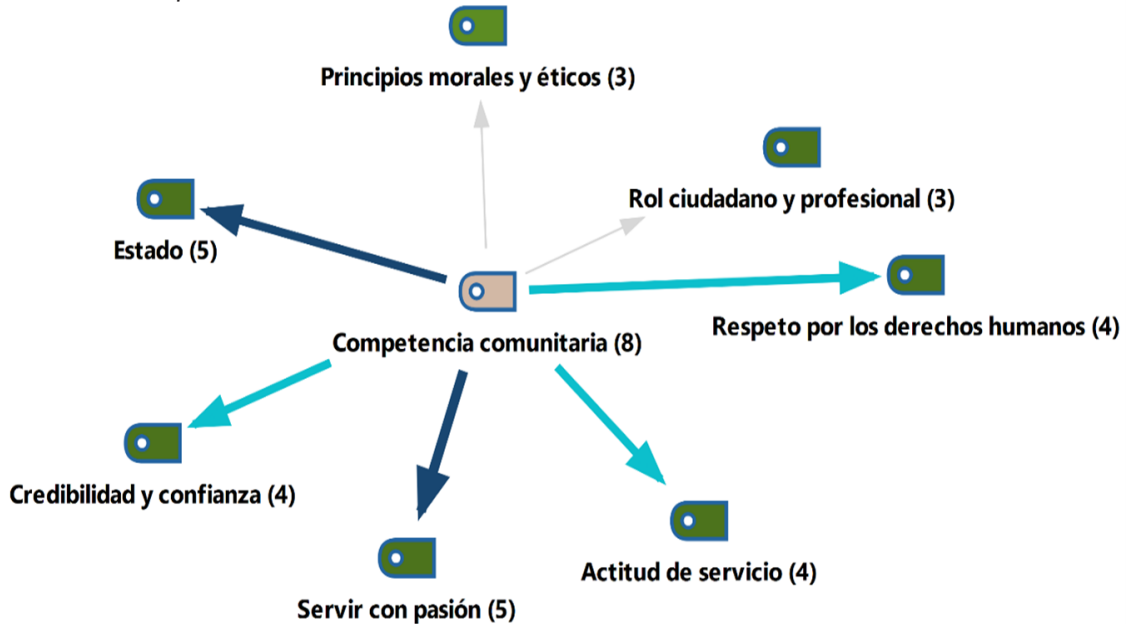 Principios morales y éticos (3)
Rol ciudadano y profesional (3)
Estado (5)
Respeto por los derechos humanos (4)
Competencia comunitaria (8)
Credibilidad y confianza (4)
Actitud de servicio (4)
Servir con pasión (5)